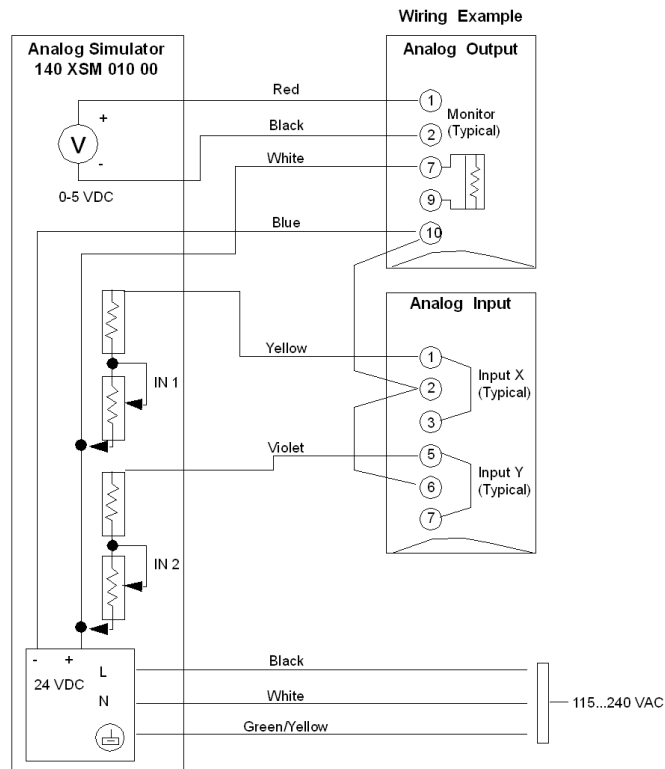 Wiring Example
Analog Simulator
140 XSM 010 00
Analog Output
Red
1
+
Monitor
(Typical)
Black
2
V
-
White
7
0-5 VDC
9
Blue
10
Analog Input
Yellow
1
Input X
(Typical)
IN 1
2
3
Violet
5
Input Y
(Typical)
6
7
IN 2
- +
24 VDC
L
Black
N
White
115...240 VAC
Green/Yellow